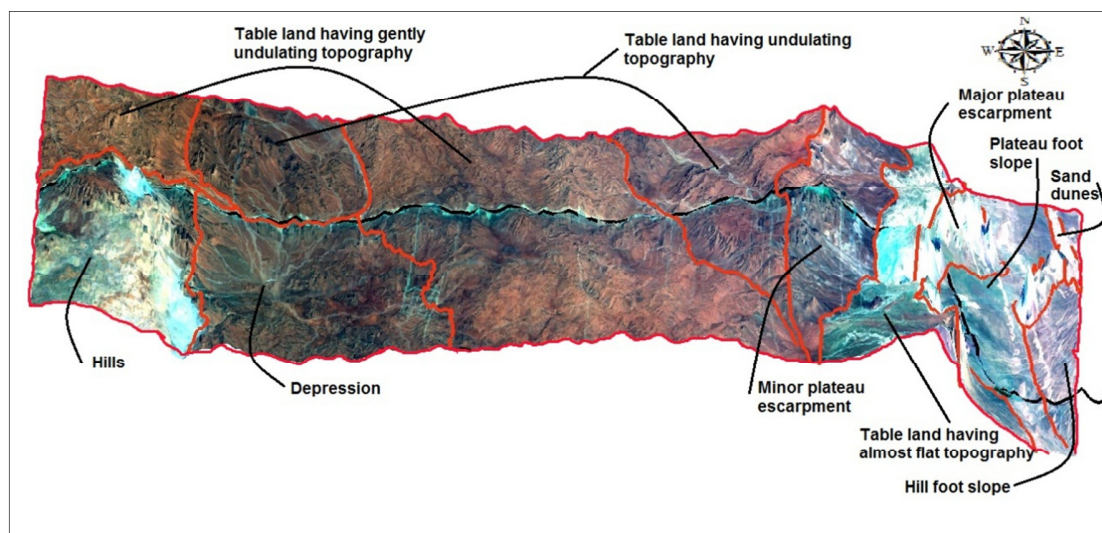 Table land having gently
undulating topography
Table land having undulating
topography
N
W
E
S
Major plateau
escarpment
Plateau foot
slope
Sand
dunes
Hills
Depression
Minor plateau
escarpment
Table land having
almost flat topography
Hill foot slope